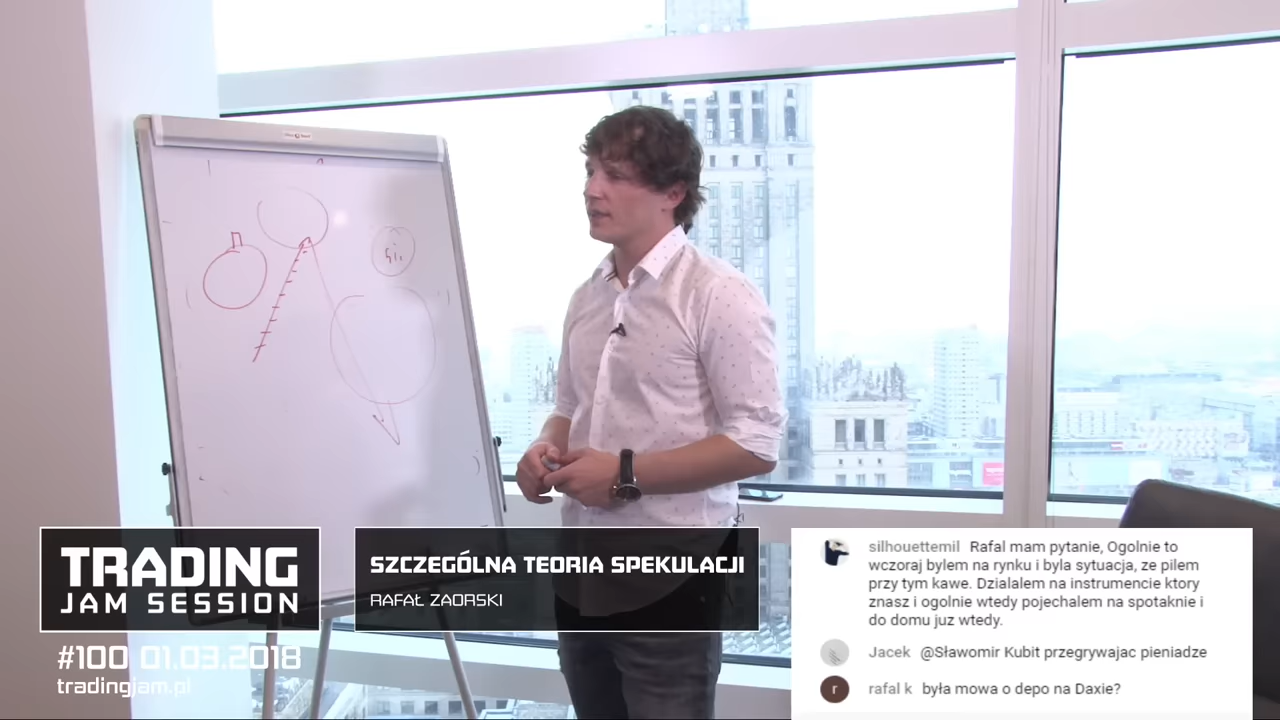 TRADING
JAM SESSION
#100 01.03.2018
tradingjam.pl
SZCZEGÓLNA TEORIA SPEKULACJI
RAFAŁ ZAORSKI
silhouettemil Rafal mam pytanie, Ogolnie to
wczoraj bylem na rynku i byla sytuacja, ze pilem
przy tym kawe. Dzialalem na instrumencie ktory
znasz i ogolnie wtedy pojechalem na spotaknie i
do domu juz wtedy.
Jacek @Sławomir Kubit przegrywajac pieniadze
r
rafal k była mowa o depo na Daxie?